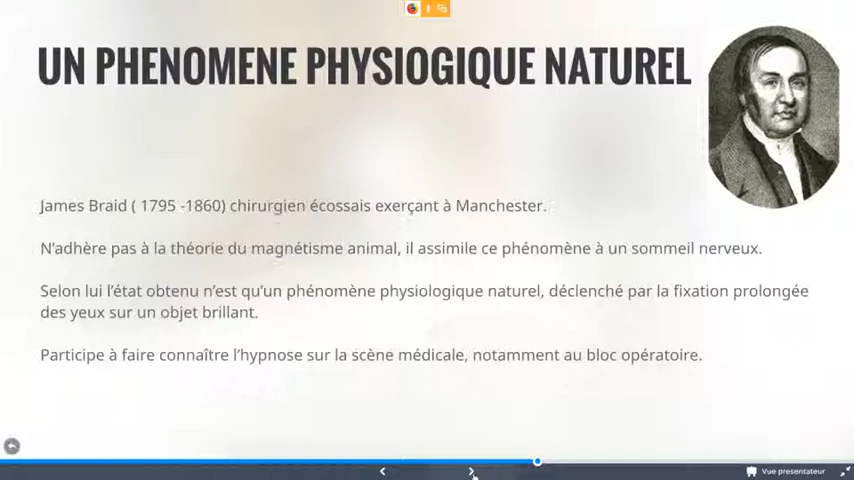 UN PHENOMENE PHYSIOGIQUE NATUREL
James Braid ( 1795 -1860) chirurgien écossais exerçant à Manchester.
N'adhère pas à la théorie du magnétisme animal, il assimile ce phénomène à un sommeil nerveux.
Selon lui l'état obtenu n'est qu'un phénomène physiologique naturel, déclenché par la fixation prolongée
des yeux sur un objet brillant.
Participe à faire connaître l'hypnose sur la scène médicale, notamment au bloc opératoire.
Vue presentateur